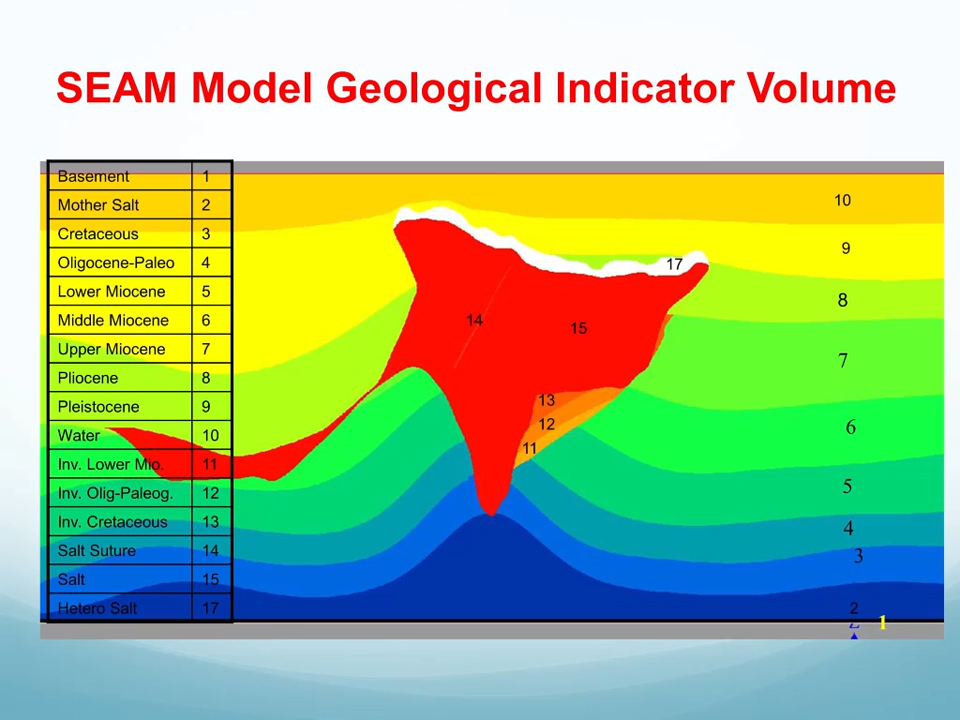 SEAM Model Geological Indicator Volume
Basement 1
Mother Salt 2
Cretaceous 3
Oligocene-Paleo 4
Lower Miocene 5
Middle Miocene 6
Upper Miocene 7
Pliocene 8
Pleistocene 9
Water 10
Inv. Lower Mio. 11
Inv. Olig-Paleog. 12
Inv. Cretaceous 13
Salt Suture 14
Salt 15
Hetero Salt 17
10
9
17
8
14
15
7
13
12
6
11
5
4
3
2
Z
1